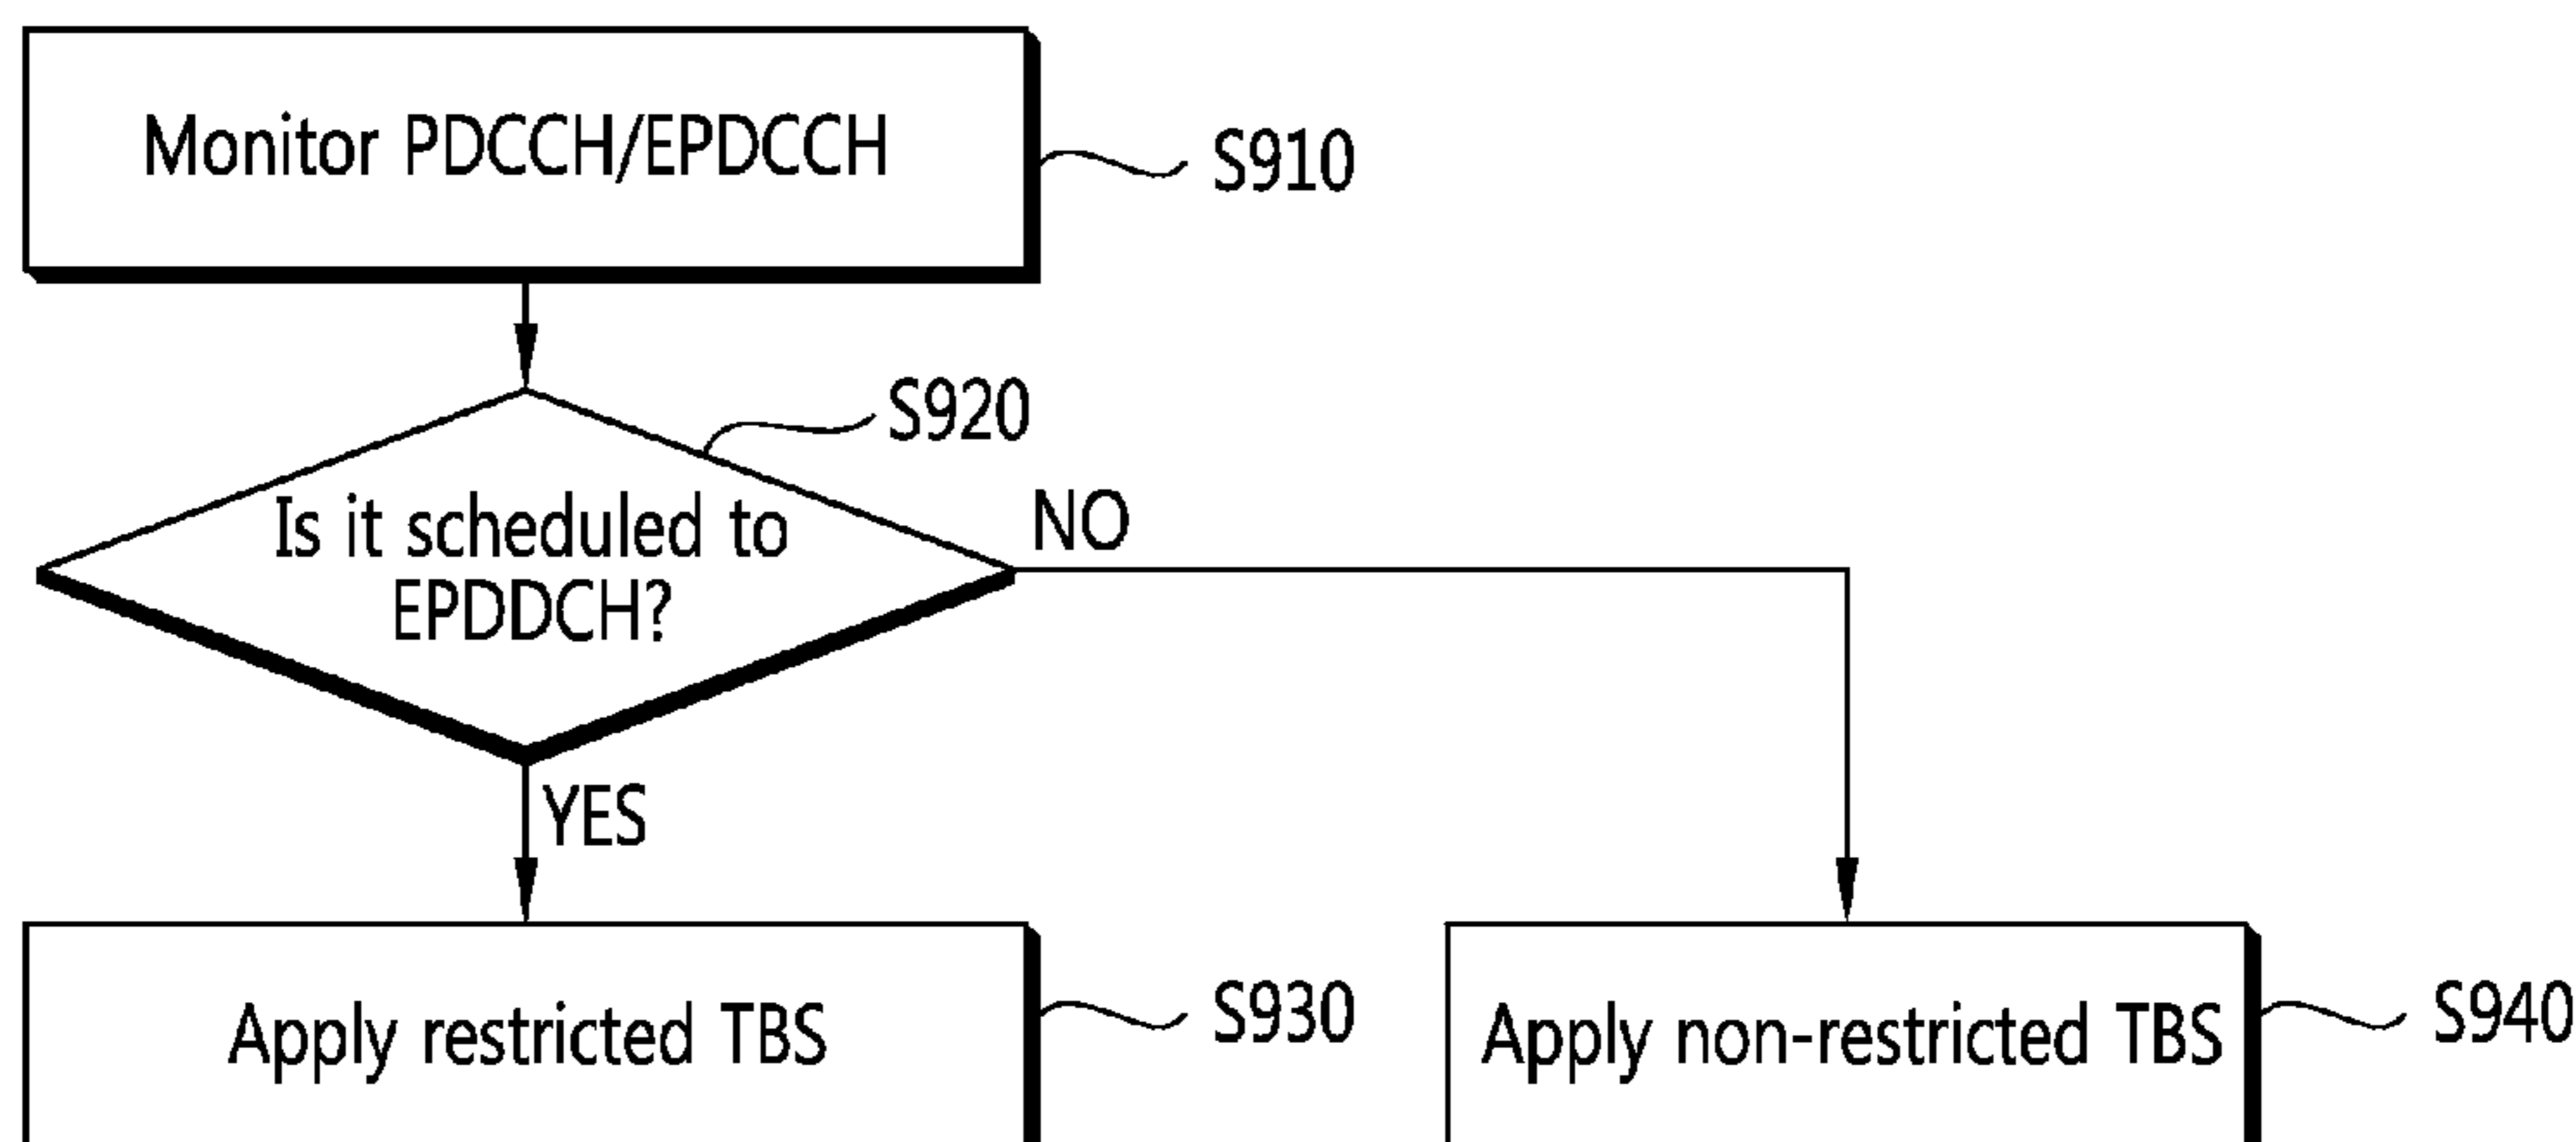 Monitor PDCCH/EPDCCH
S910
S920
Is it scheduled to
EPDDCH?
NO
YES
Apply restricted TBS
S930
Apply non-restricted TBS
S940